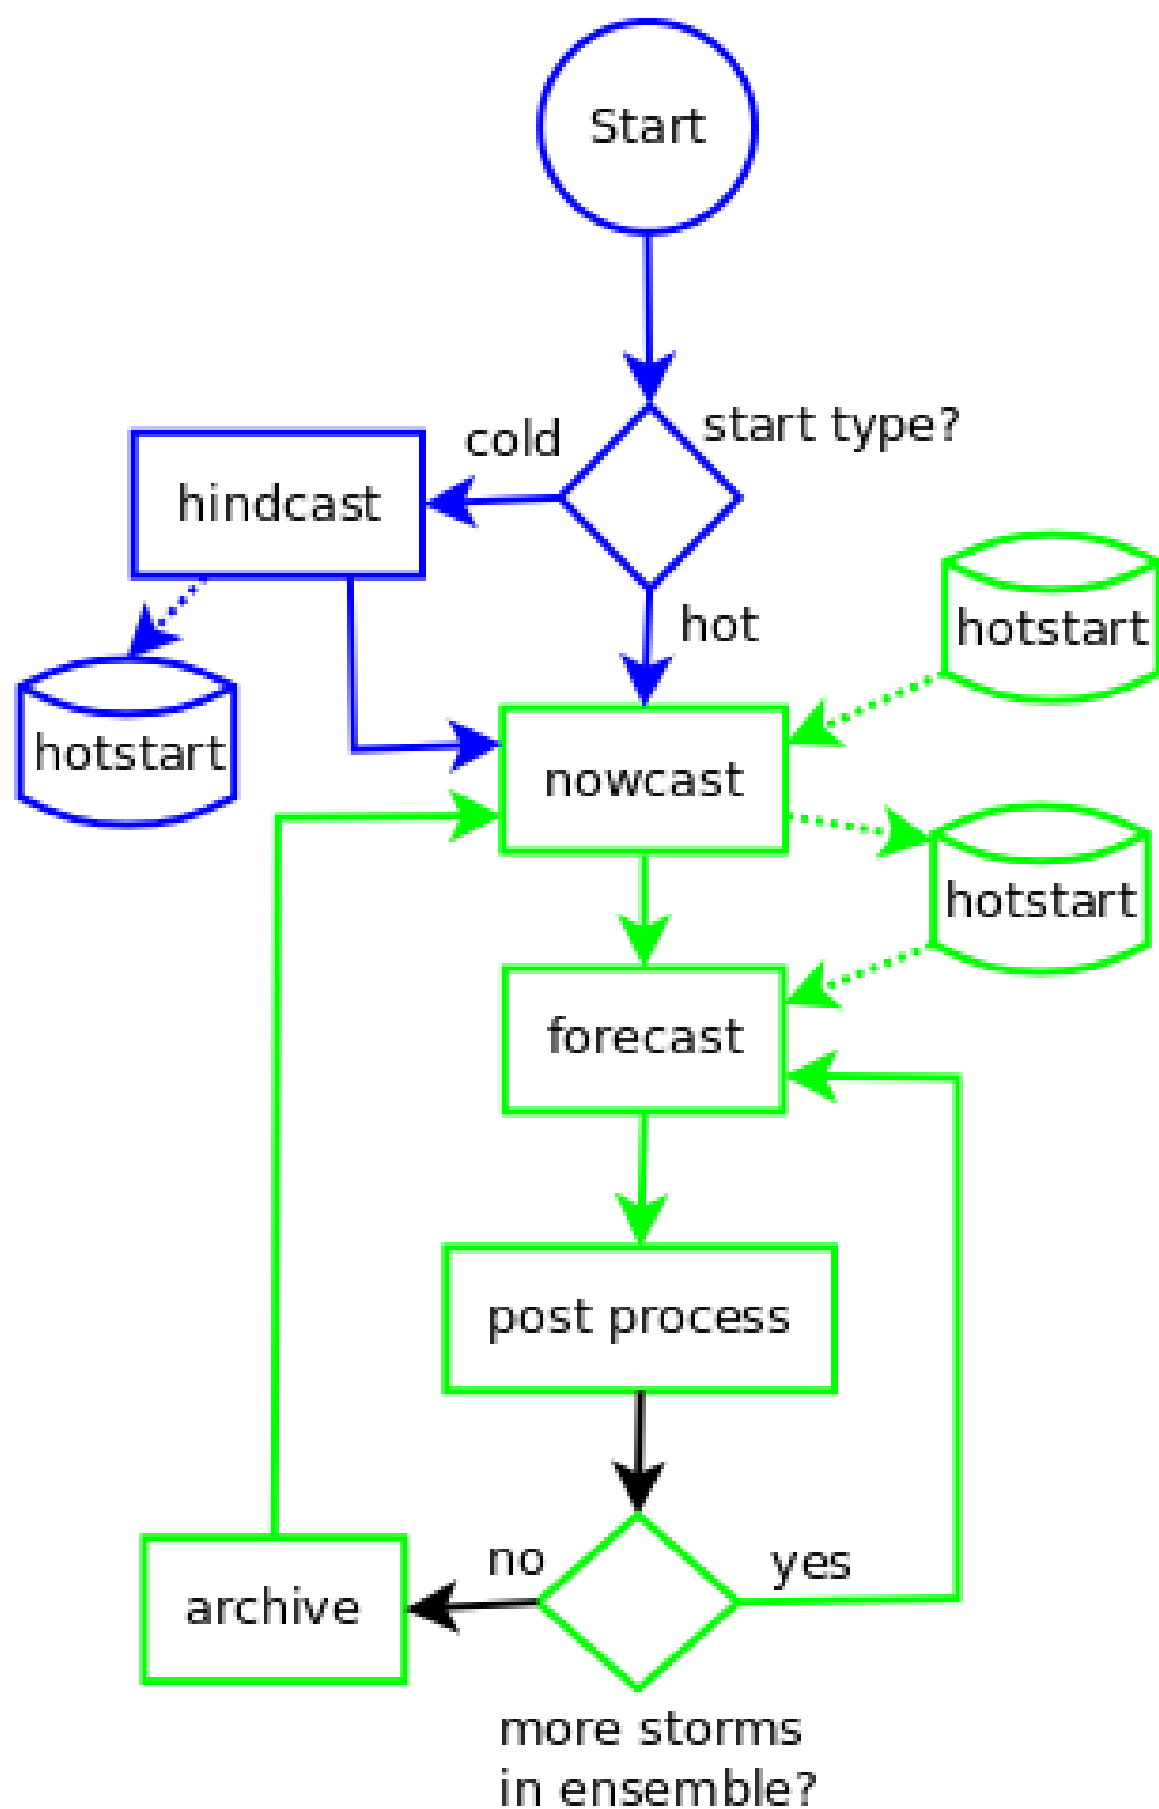 Start
start type?
cold
hindcast
hot
hotstart
hotstart
nowcast
hotstart
forecast
post process
no
yes
archive
more storms
in ensemble?